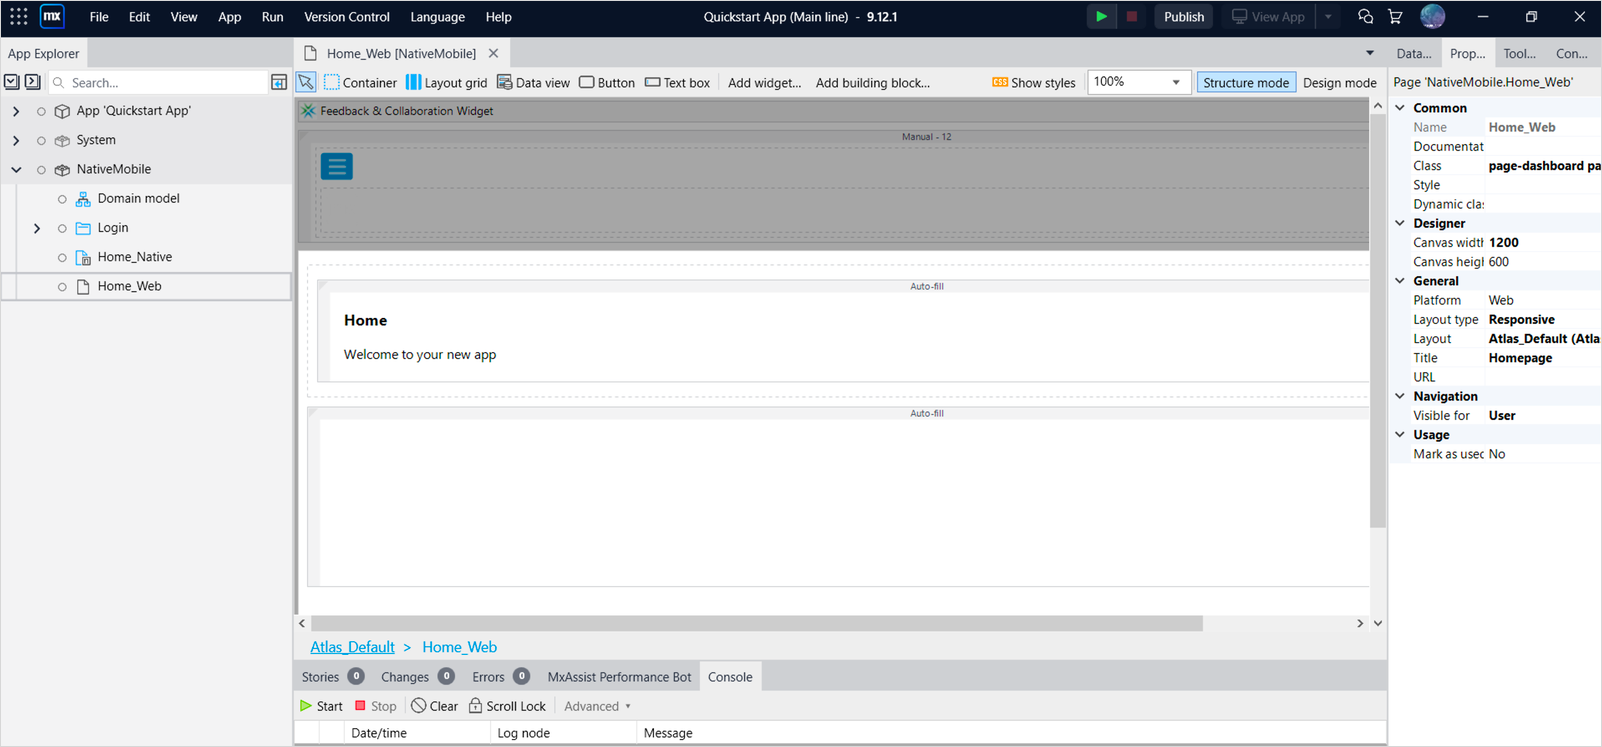 mx File Edit View App Run Version Control Language Help Quickstart App (Main line) - 9.12.1 Publish View App
App Explorer Home_Web [NativeMobile] Data... Prop... Tool... Con...
Search... Container Layout grid Data view Button Text box Add widget... Add building block... CSS Show styles 100% Structure mode Design mode Page 'NativeMobile.Home_Web'
App 'Quickstart App'
System
NativeMobile
Domain model
Login
Home_Native
Home_Web
Feedback & Collaboration Widget
Manual - 12
Auto-fill
Home
Welcome to your new app
Auto-fill
Atlas_Default > Home_Web
Common
Name Home_Web
Documentat
Class page-dashboard pa
Style
Dynamic clas
Designer
Canvas width 1200
Canvas heigh 600
General
Platform Web
Layout type Responsive
Layout Atlas_Default (Atlas
Title Homepage
URL
Navigation
Visible for User
Usage
Mark as used No
Stories 0 Changes 0 Errors 0 MxAssist Performance Bot Console
Start Stop Clear Scroll Lock Advanced
Date/time Log node Message